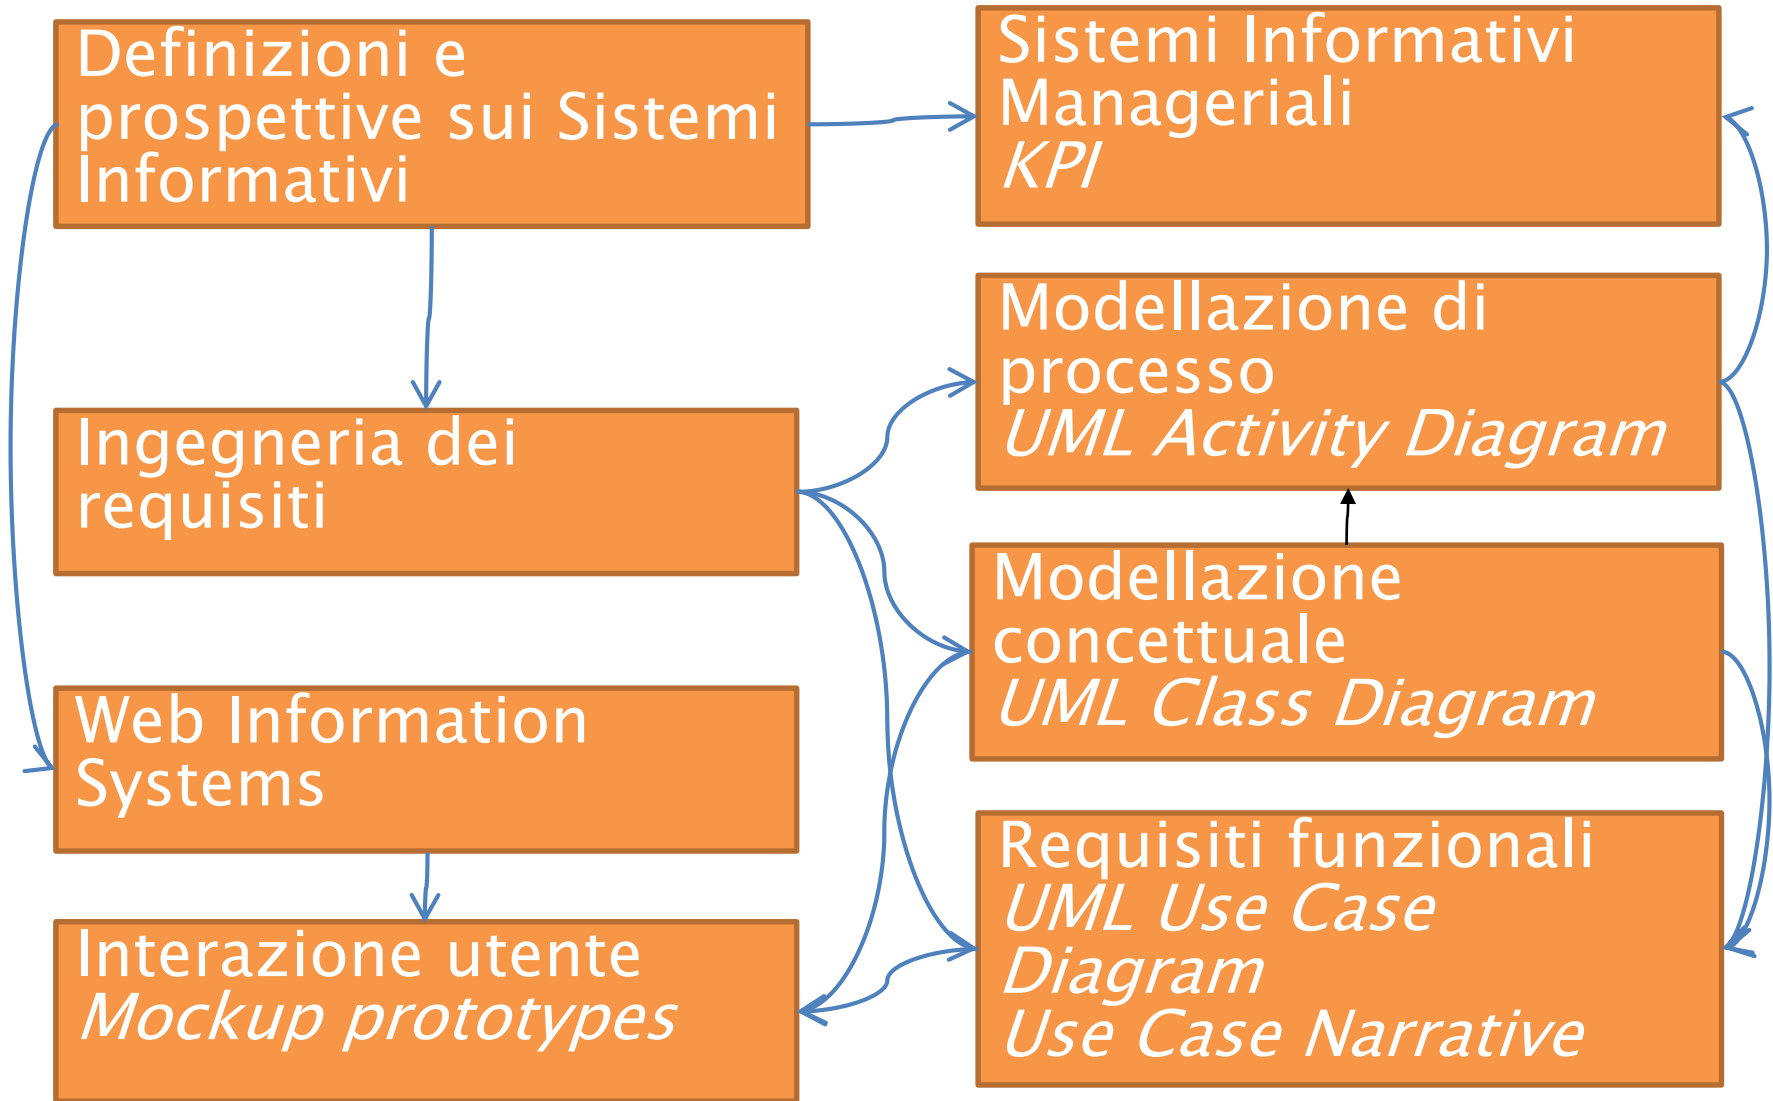 Definizioni e
prospettive sui Sistemi
Informativi
Sistemi Informativi
Manageriali
KPI
Modellazione di
processo
UML Activity Diagram
Ingegneria dei
requisiti
Modellazione
concettuale
UML Class Diagram
Web Information
Systems
Requisiti funzionali
UML Use Case
Diagram
Use Case Narrative
Interazione utente
Mockup prototypes